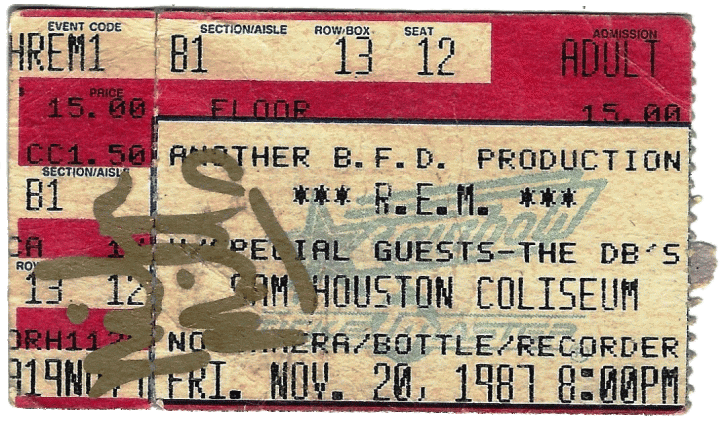 EVENT CODE SECTION/AISLE ROW/BOX SEAT ADMISSION
HREM1 B1 13 12 ADULT
PRICE
15.00 FLOOR 15.00
CC1.50 ANOTHER B.F.D. PRODUCTION
SECTION/AISLE
B1 *** R.E.M. ***
CA W/SPECIAL GUESTS-THE DB'S
13 12 SAM HOUSTON COLISEUM
NO CAMERA/BOTTLE/RECORDER
FRI. NOV. 20, 1987 8:00PM